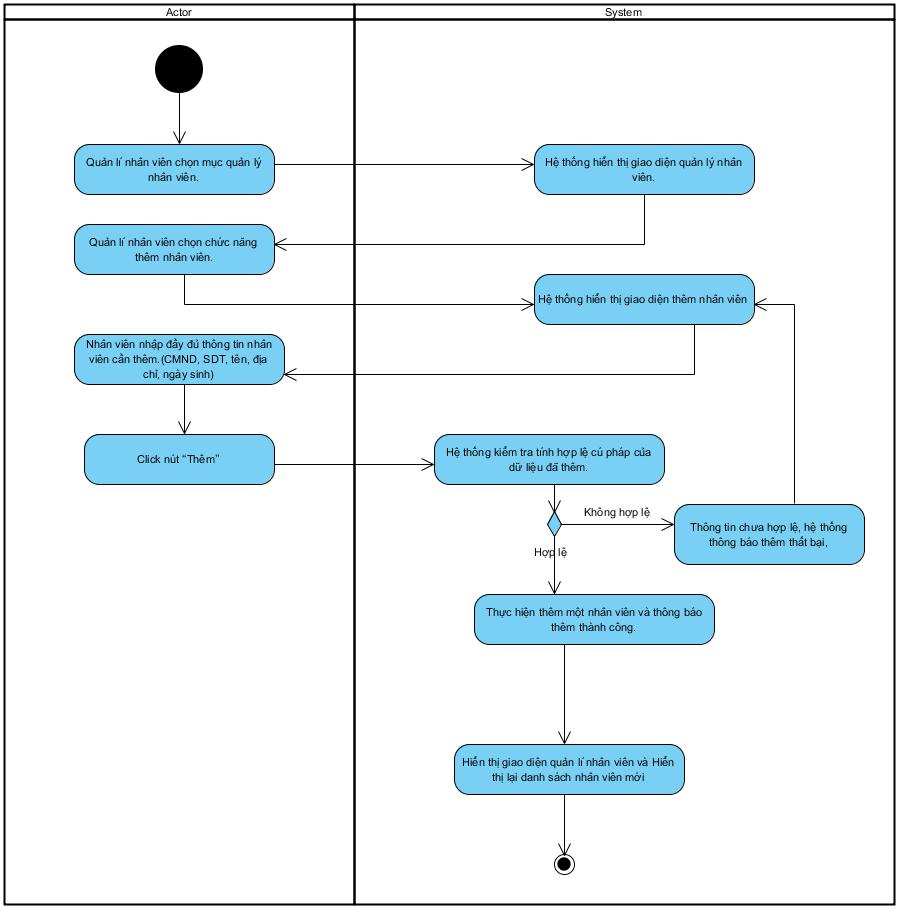 Actor
System
Quản lí nhân viên chọn mục quản lý
nhân viên.
Hệ thống hiển thị giao diện quản lý nhân
viên.
Quản lí nhân viên chọn chức năng
thêm nhân viên.
Hệ thống hiển thị giao diện thêm nhân viên
Nhân viên nhập đầy đủ thông tin nhân
viên cần thêm.(CMND, SDT, tên, địa
chỉ, ngày sinh)
Click nút “Thêm”
Hệ thống kiểm tra tính hợp lệ cú pháp của
dữ liệu đã thêm.
Không hợp lệ
Thông tin chưa hợp lệ, hệ thống
thông báo thêm thất bại,
Hợp lệ
Thực hiện thêm một nhân viên và thông báo
thêm thành công.
Hiển thị giao diện quản lí nhân viên và Hiển
thị lại danh sách nhân viên mới